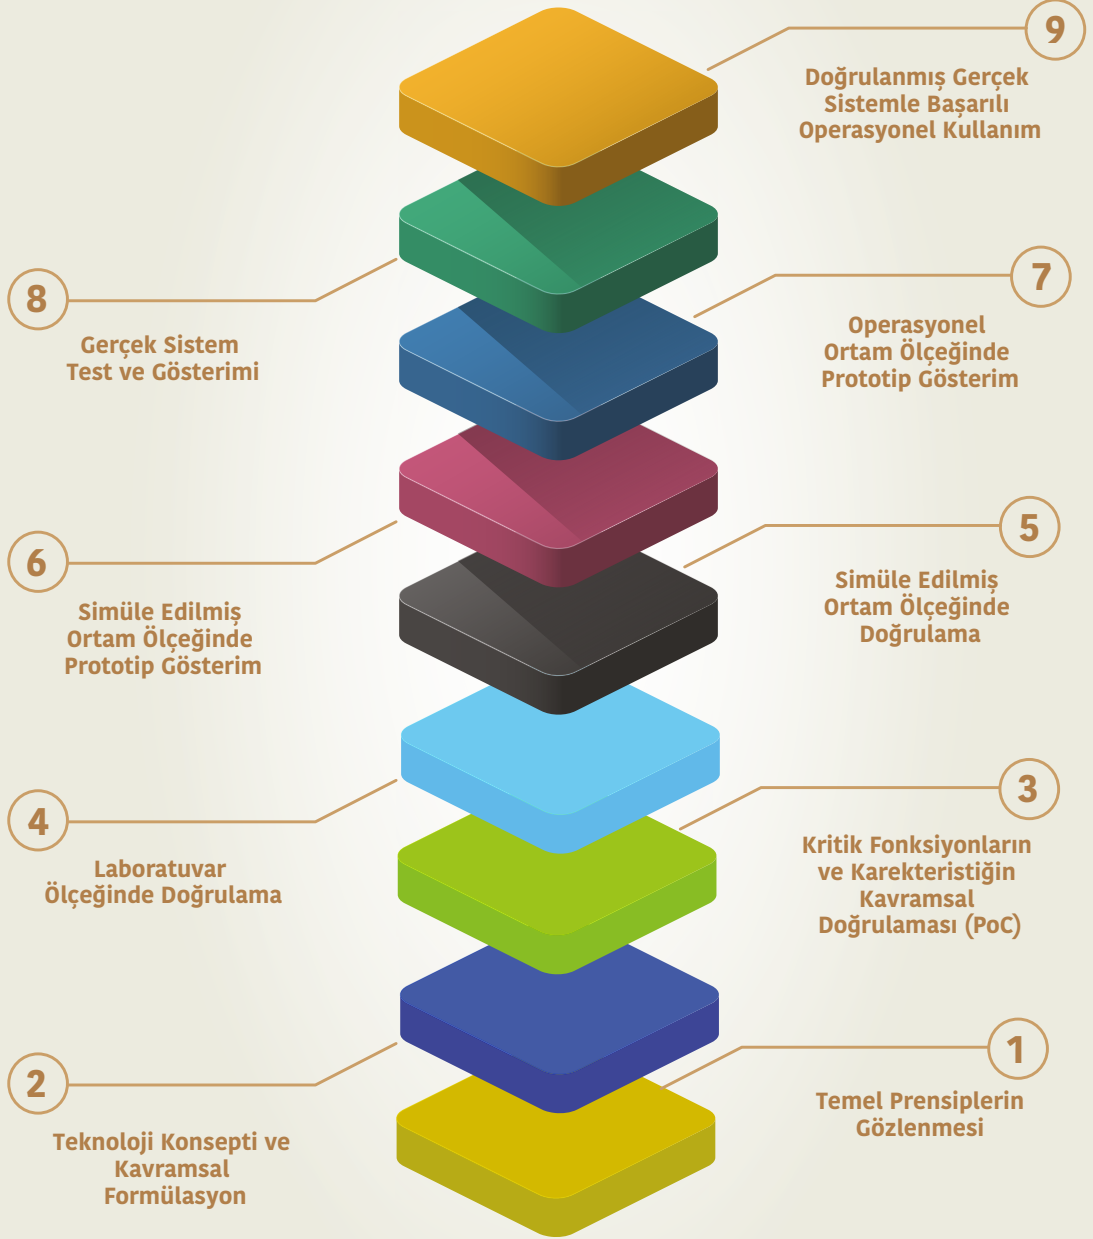 9
Doğrulanmış Gerçek
Sistemle Başarılı
Operasyonel Kullanım
8
Gerçek Sistem
Test ve Gösterimi
7
Operasyonel
Ortam Ölçeğinde
Prototip Gösterim
6
Simüle Edilmiş
Ortam Ölçeğinde
Prototip Gösterim
5
Simüle Edilmiş
Ortam Ölçeğinde
Doğrulama
4
Laboratuvar
Ölçeğinde Doğrulama
3
Kritik Fonksiyonların
ve Karekteristiğin
Kavramsal
Doğrulaması (PoC)
2
Teknoloji Konsepti ve
Kavramsal
Formülasyon
1
Temel Prensiplerin
Gözlenmesi